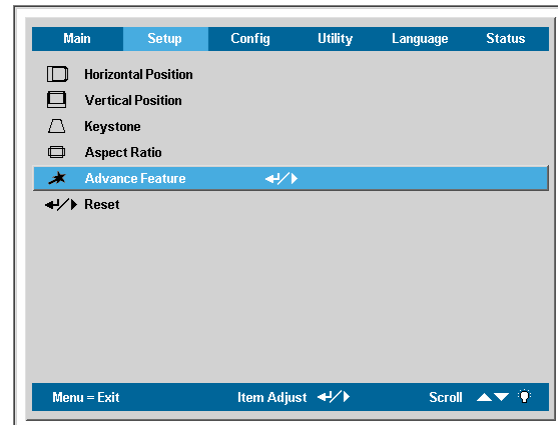 Main Setup Config Utility Language Status
Horizontal Position
Vertical Position
Keystone
Aspect Ratio
Advance Feature
Reset
Menu = Exit Item Adjust Scroll